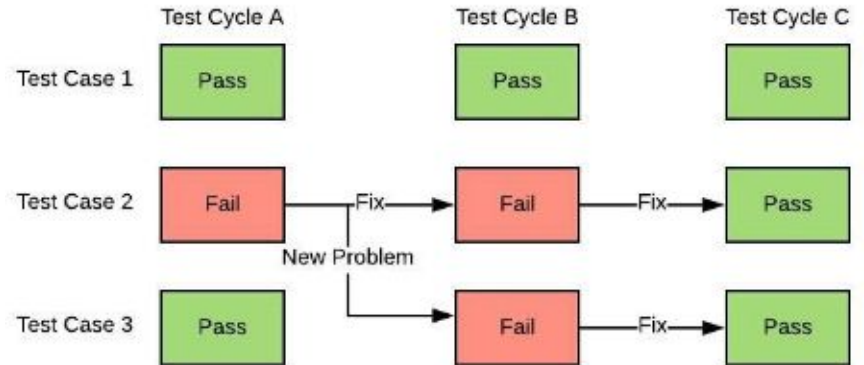 Test Cycle A Test Cycle B Test Cycle C
Test Case 1 Pass Pass Pass
Test Case 2 Fail Fix Fail Fix Pass
New Problem
Test Case 3 Pass Fail Fix Pass